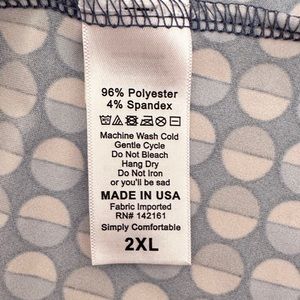 96% Polyester
4% Spandex
Machine Wash Cold
Gentle Cycle
Do Not Bleach
Hang Dry
Do Not Iron
or you'll be sad
MADE IN USA
Fabric Imported
RN# 142161
Simply Comfortable
2XL